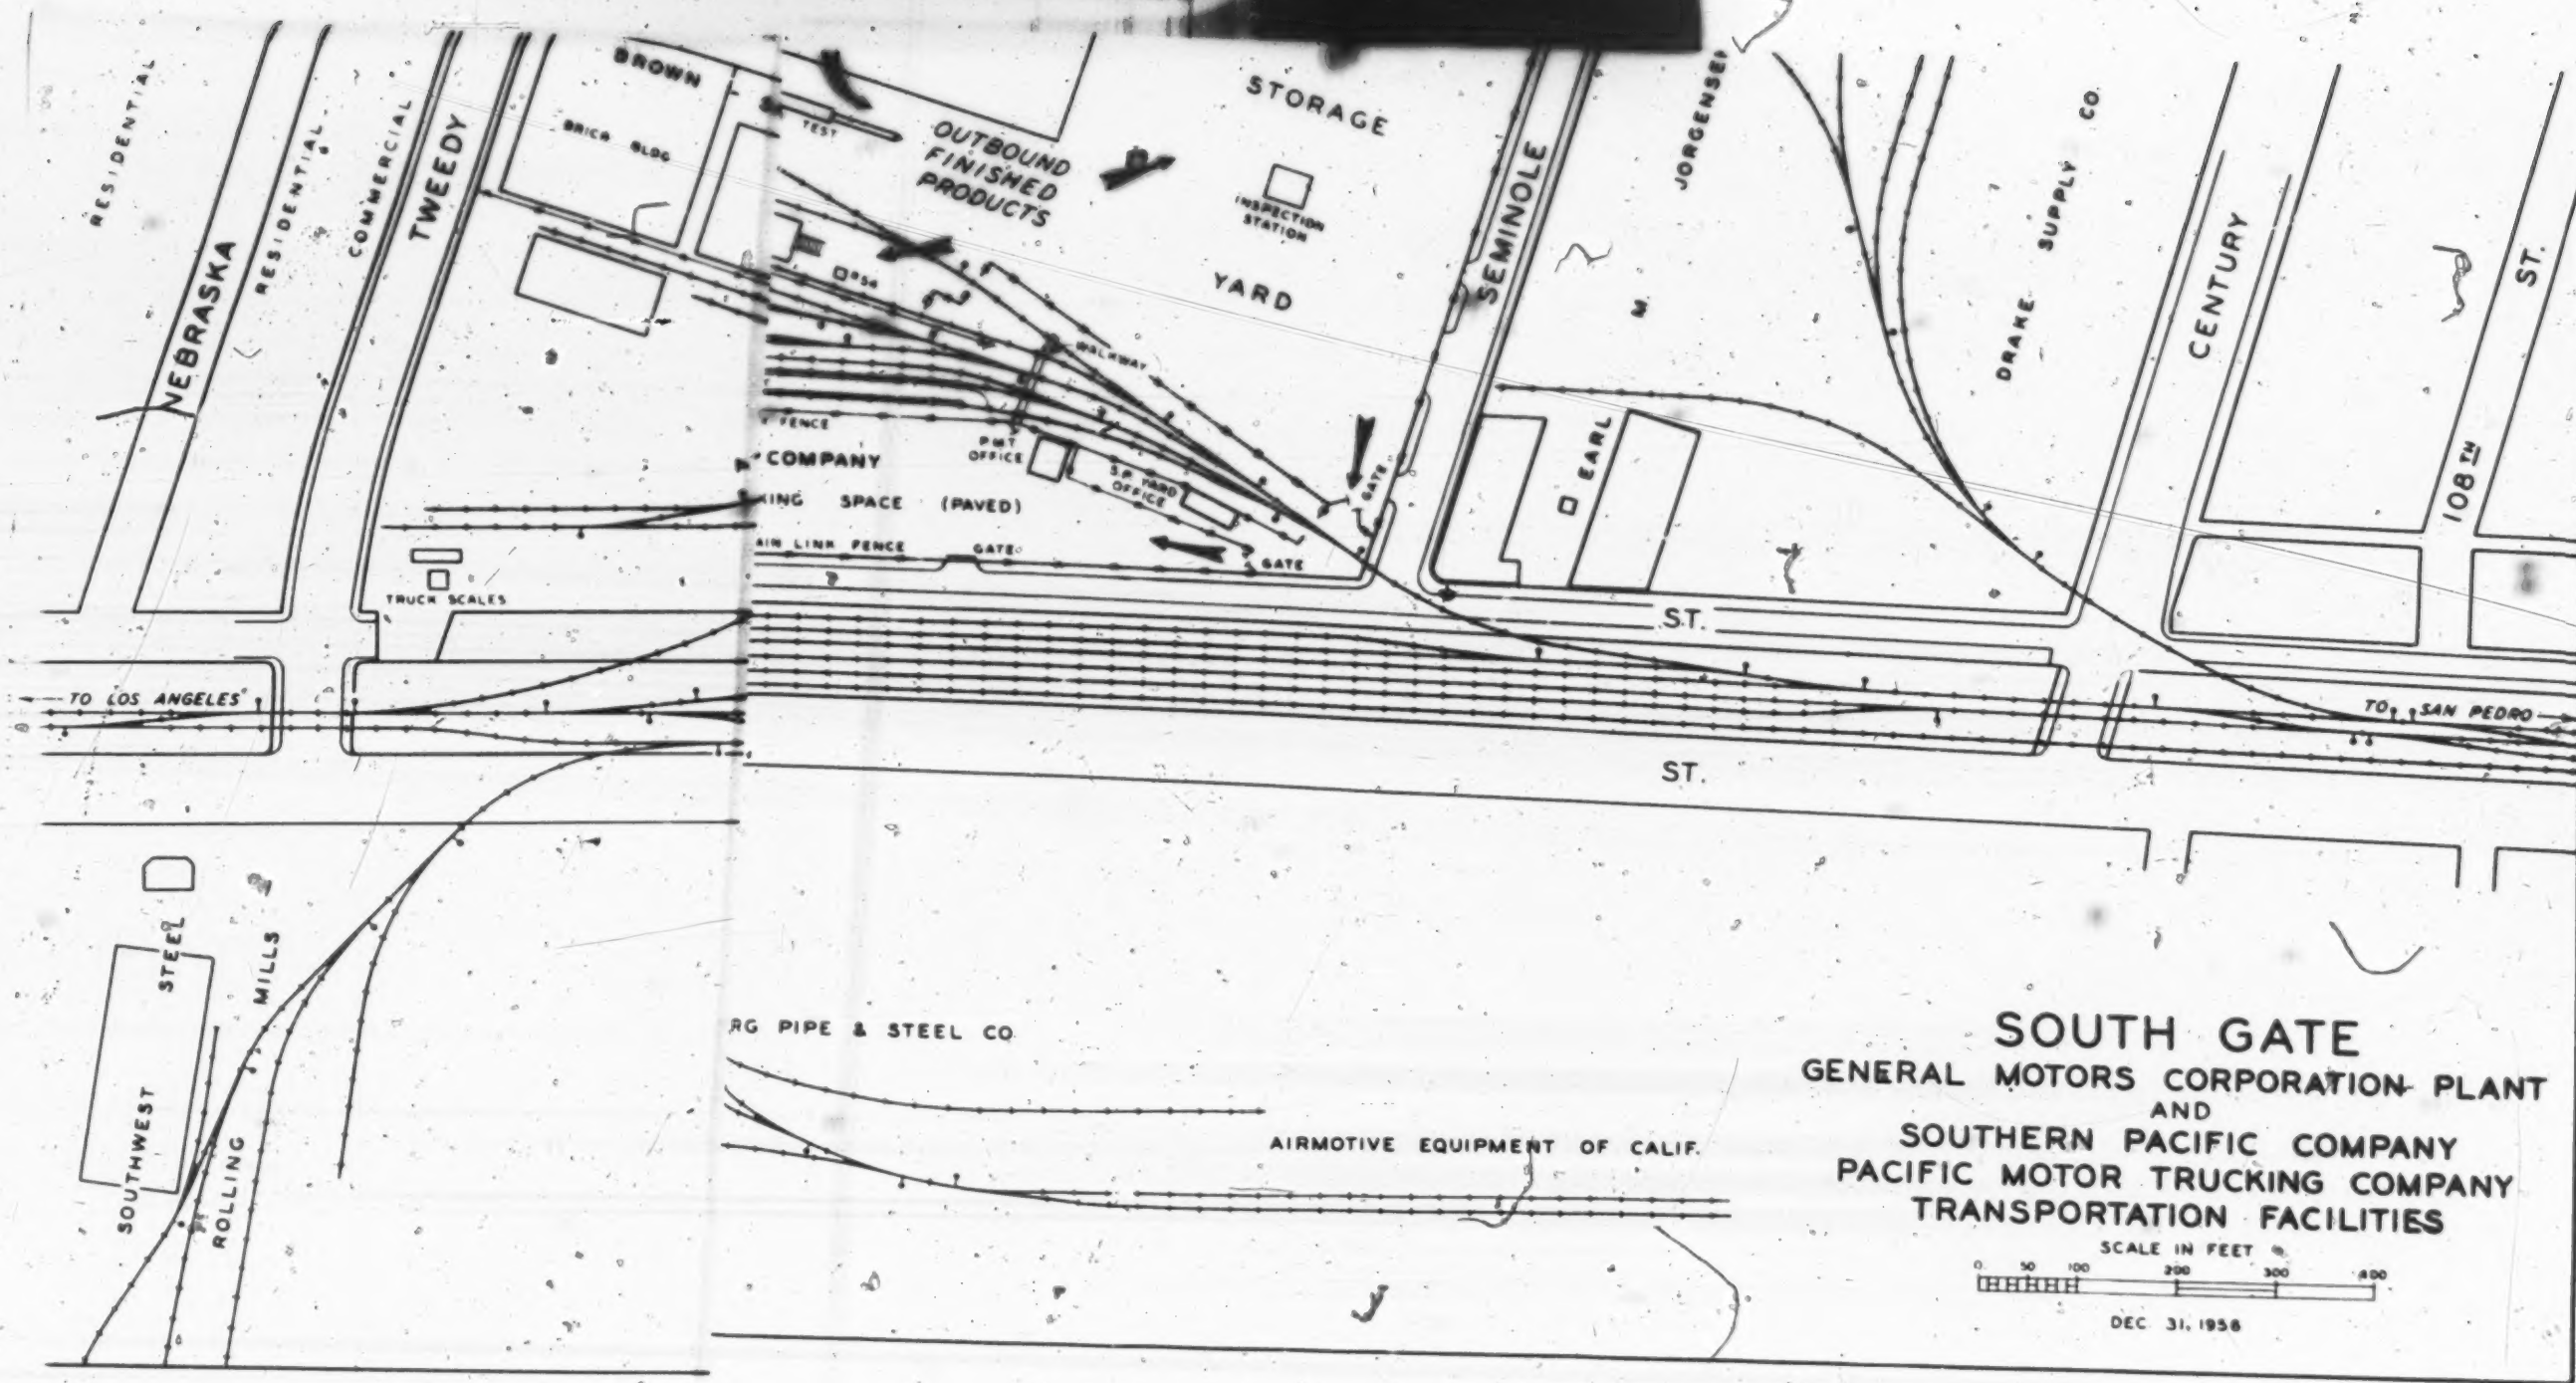 RESIDENTIAL
NEBRASKA
RESIDENTIAL
COMMERCIAL
TWEEDY
BROWN
BRICK BLDG
TEST
OUTBOUND
FINISHED
PRODUCTS
STORAGE
YARD
INSPECTION
STATION
SEMINOLE
M.
JORGENSEN
EARL
DRAKE SUPPLY CO.
CENTURY
108TH ST.
WALKWAY
FENCE
COMPANY
PMT
OFFICE
S.P. YARD
OFFICE
GATE
KING SPACE (PAVED)
AIN LINK FENCE
GATE
GATE
TRUCK SCALES
ST.
TO LOS ANGELES
TO SAN PEDRO
ST.
SOUTHWEST STEEL
ROLLING MILLS
RG PIPE & STEEL CO.
AIRMOTIVE EQUIPMENT OF CALIF.
SOUTH GATE
GENERAL MOTORS CORPORATION PLANT
AND
SOUTHERN PACIFIC COMPANY
PACIFIC MOTOR TRUCKING COMPANY
TRANSPORTATION FACILITIES
SCALE IN FEET
0 50 100 200 300 400